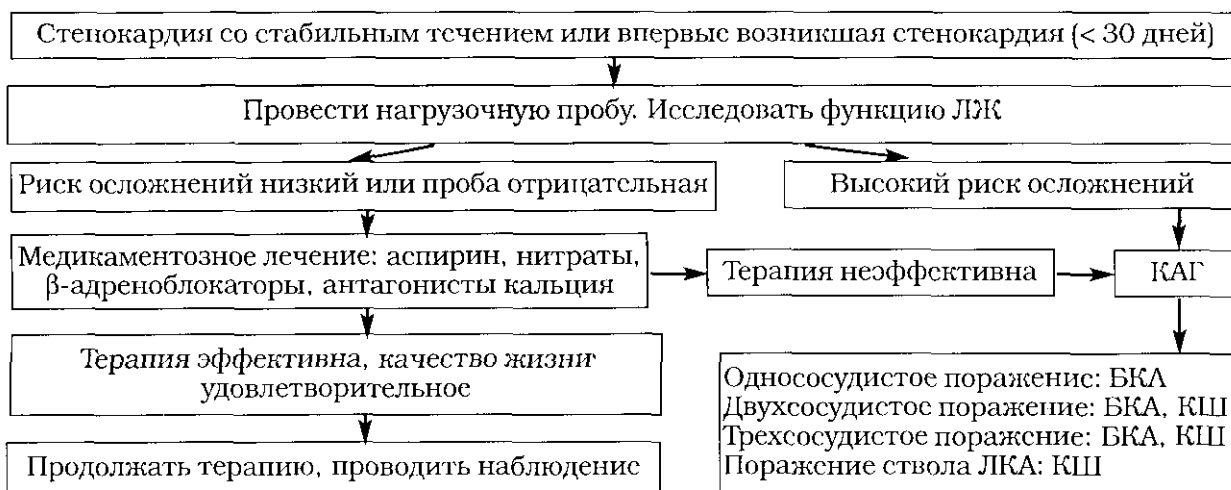 Стенокардия со стабильным течением или впервые возникшая стенокардия (< 30 дней)
Провести нагрузочную пробу. Исследовать функцию ЛЖ
Риск осложнений низкий или проба отрицательная
Высокий риск осложнений
Медикаментозное лечение: аспирин, нитраты,
β-адреноблокаторы, антагонисты кальция
Терапия неэффективна
КАГ
Терапия эффективна, качество жизни
удовлетворительное
Однососудистое поражение: БКА
Двухсосудистое поражение: БКА, КШ
Трехсосудистое поражение: БКА, КШ
Поражение ствола ЛКА: КШ
Продолжать терапию, проводить наблюдение